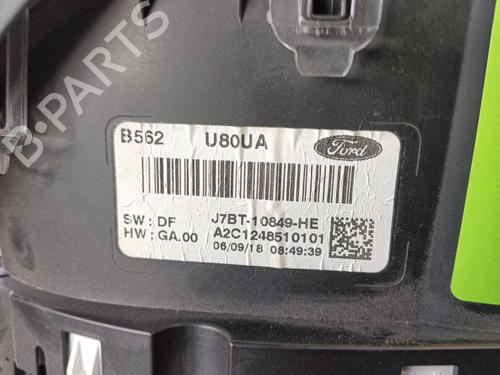 B-PARTS
B562 U80UA Ford
SW : DF J7BT-10849-HE
HW : GA.00 A2C1248510101
06/09/18 08:49:39